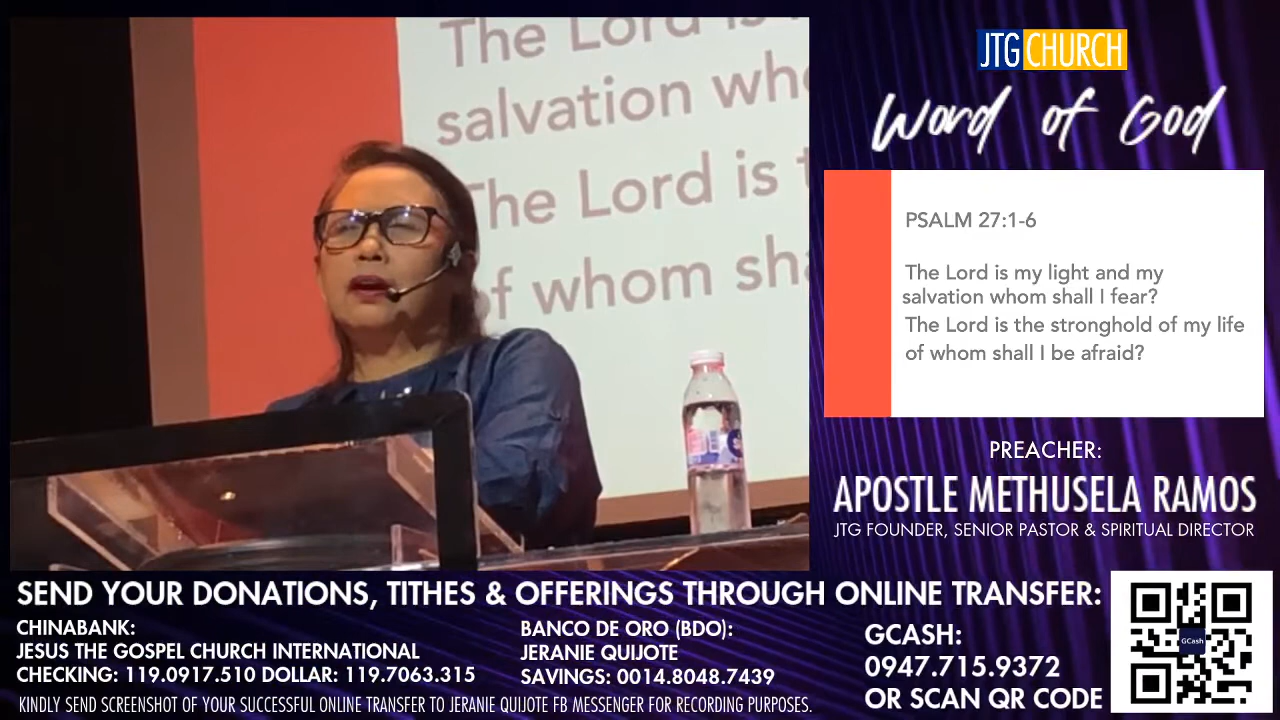 The Lord is
salvation who
The Lord is t
of whom sha
JTG CHURCH
Word of God
PSALM 27:1-6
The Lord is my light and my
salvation whom shall I fear?
The Lord is the stronghold of my life
of whom shall I be afraid?
PREACHER:
APOSTLE METHUSELA RAMOS
JTG FOUNDER, SENIOR PASTOR & SPIRITUAL DIRECTOR
SEND YOUR DONATIONS, TITHES & OFFERINGS THROUGH ONLINE TRANSFER:
CHINABANK:
JESUS THE GOSPEL CHURCH INTERNATIONAL
CHECKING: 119.0917.510 DOLLAR: 119.7063.315
BANCO DE ORO (BDO):
JERANIE QUIJOTE
SAVINGS: 0014.8048.7439
GCASH:
0947.715.9372
OR SCAN QR CODE
GCash
KINDLY SEND SCREENSHOT OF YOUR SUCCESSFUL ONLINE TRANSFER TO JERANIE QUIJOTE FB MESSENGER FOR RECORDING PURPOSES.